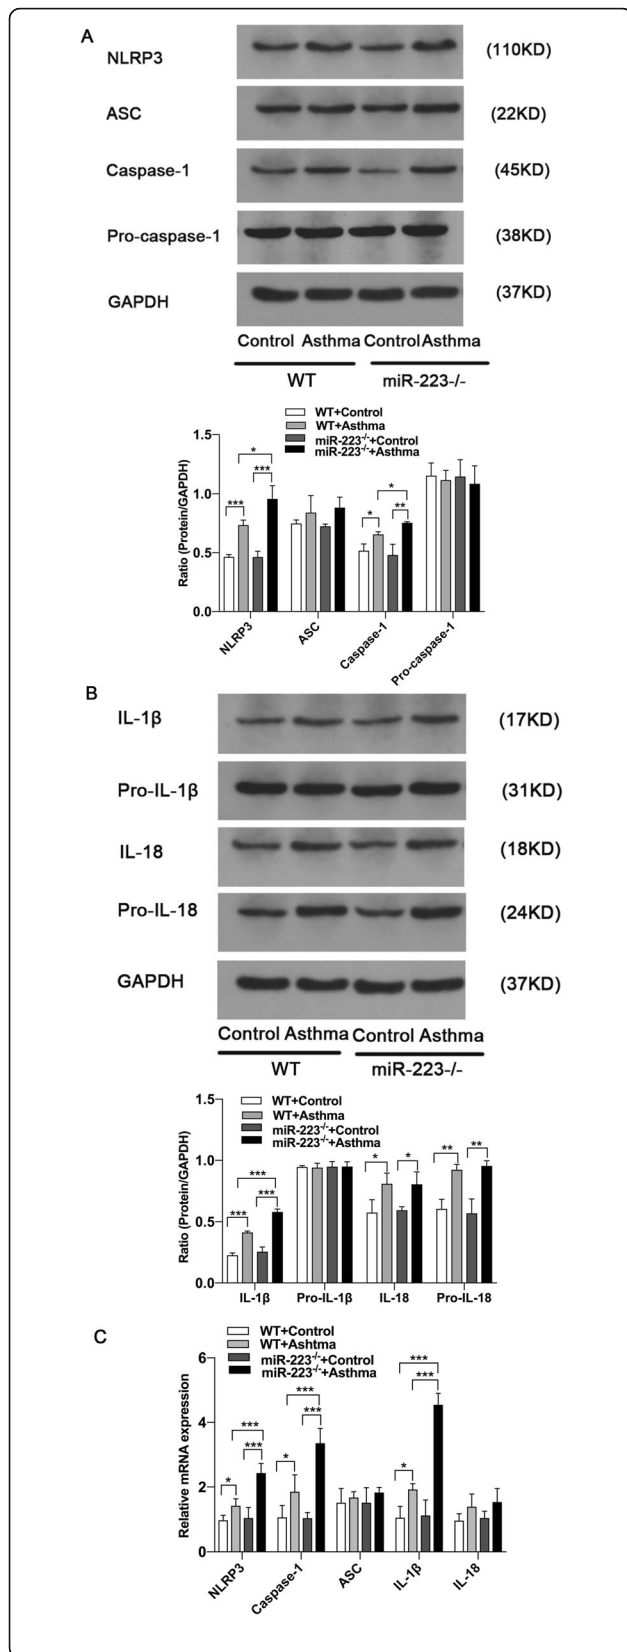 A
NLRP3 (110KD)
ASC (22KD)
Caspase-1 (45KD)
Pro-caspase-1 (38KD)
GAPDH (37KD)
Control Asthma Control Asthma
WT miR-223-/-
WT+Control
WT+Asthma
miR-223-/-+Control
miR-223-/-+Asthma
Ratio (Protein/GAPDH)
1.5
1.0
0.5
0.0
*
***
***
*
*
**
NLRP3 ASC Caspase-1 Pro-caspase-1
B
IL-1β (17KD)
Pro-IL-1β (31KD)
IL-18 (18KD)
Pro-IL-18 (24KD)
GAPDH (37KD)
Control Asthma Control Asthma
WT miR-223-/-
WT+Control
WT+Asthma
miR-223-/-+Control
miR-223-/-+Asthma
Ratio (Protein/GAPDH)
1.5
1.0
0.5
0.0
***
***
***
*
*
**
**
IL-1β Pro-IL-1β IL-18 Pro-IL-18
C
WT+Control
WT+Ashtma
miR-223-/-+Control
miR-223-/-+Asthma
Relative mRNA expression
6
4
2
0
*
***
***
*
***
***
*
***
***
NLRP3 Caspase-1 ASC IL-1β IL-18